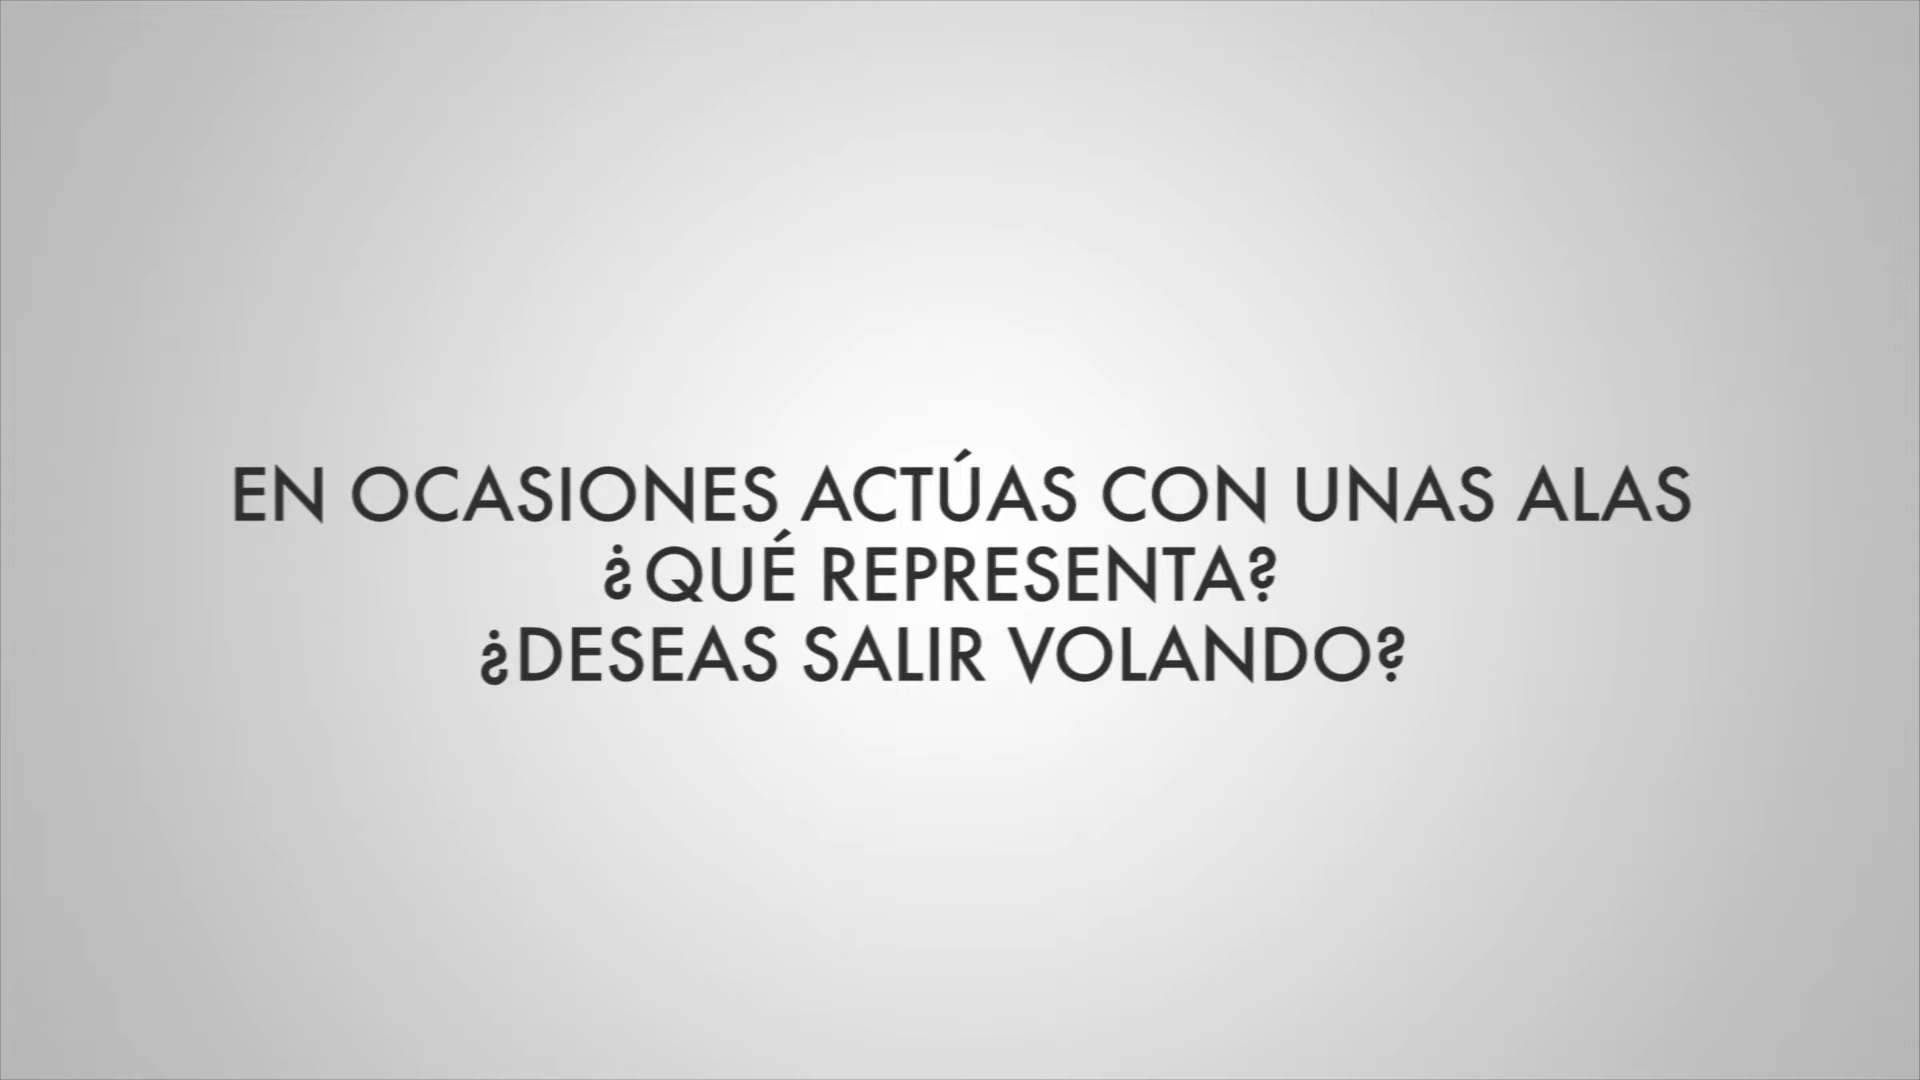 EN OCASIONES ACTÚAS CON UNAS ALAS
¿QUÉ REPRESENTA?
¿DESEAS SALIR VOLANDO?